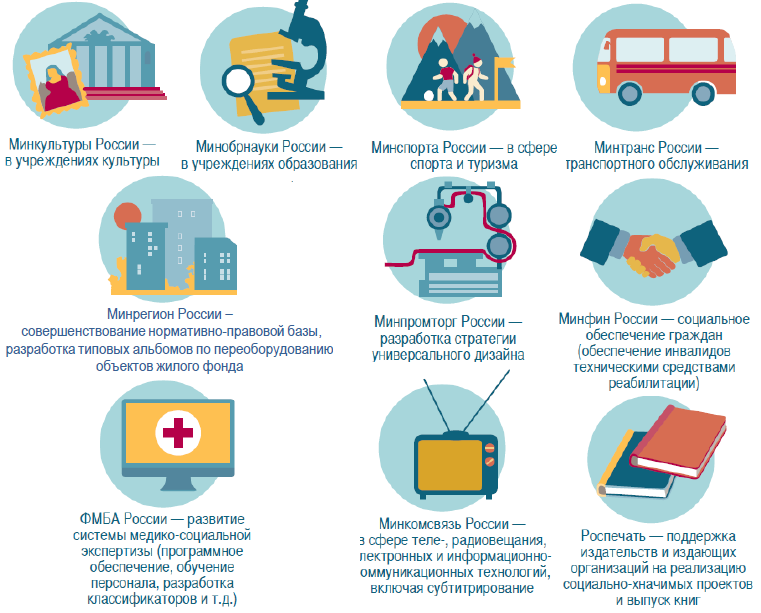 Минкультуры России —
в учреждениях культуры
Минобрнауки России —
в учреждениях образования
Минспорта России — в сфере
спорта и туризма
Минтранс России —
транспортного обслуживания
Минрегион России –
совершенствование нормативно-правовой базы,
разработка типовых альбомов по переоборудованию
объектов жилого фонда
Минпромторг России —
разработка стратегии
универсального дизайна
Минфин России — социальное
обеспечение граждан
(обеспечение инвалидов
техническими средствами
реабилитации)
ФМБА России — развитие
системы медико-социальной
экспертизы (программное
обеспечение, обучение
персонала, разработка
классификаторов и т.д.)
Минкомсвязь России —
в сфере теле-, радиовещания,
лектронных и информационно-
оммуникационных технологий,
включая субтитрирование
Роспечать — поддержка
издательств и издающих
организаций на реализацию
социально-хначимых проектов
и выпуск книг